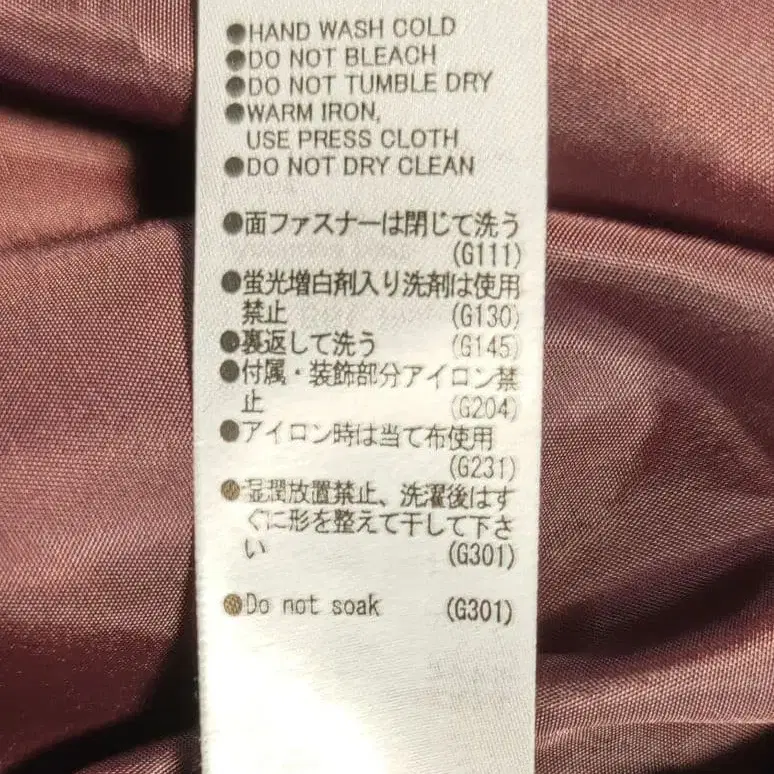 ●HAND WASH COLD
●DO NOT BLEACH
●DO NOT TUMBLE DRY
●WARM IRON,
USE PRESS CLOTH
●DO NOT DRY CLEAN
●面ファスナーは閉じて洗う
(G111)
●蛍光増白剤入り洗剤は使用
禁止 (G130)
●裏返して洗う (G145)
●付属・装飾部分アイロン禁
止 (G204)
●アイロン時は当て布使用
(G231)
●湿潤放置禁止、洗濯後はす
ぐに形を整えて干して下さ
い (G301)
●Do not soak (G301)